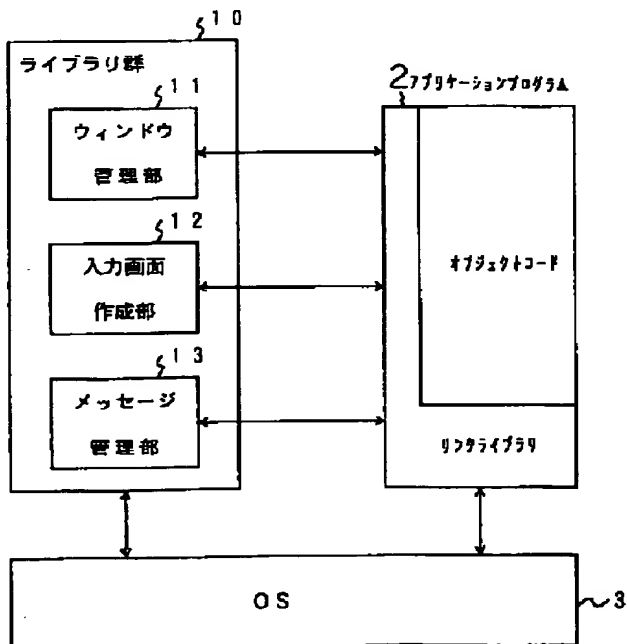 10
ライブラリ群
11
ウィンドウ
管理部
12
入力画面
作成部
13
メッセージ
管理部
2
アプリケーションプログラム
オブジェクトコード
リンクライブラリ
OS
3